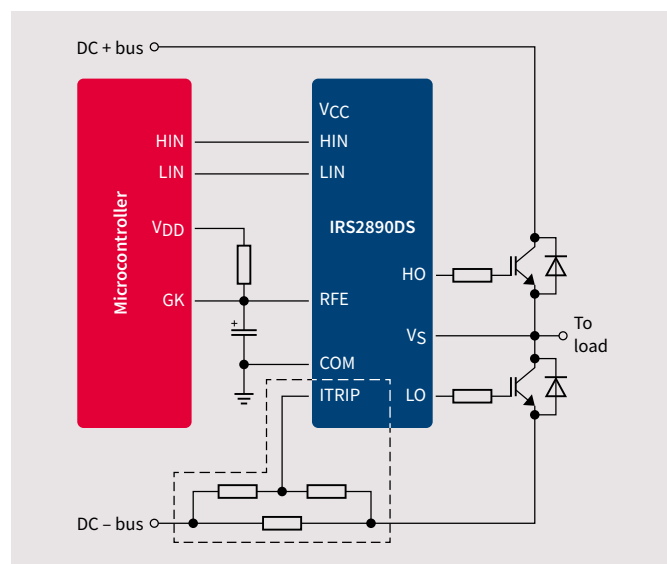 DC + bus
Microcontroller
HIN
LIN
VDD
GK
VCC
HIN
LIN
IRS2890DS
HO
RFE
VS
COM
ITRIP
LO
+
To
load
DC – bus